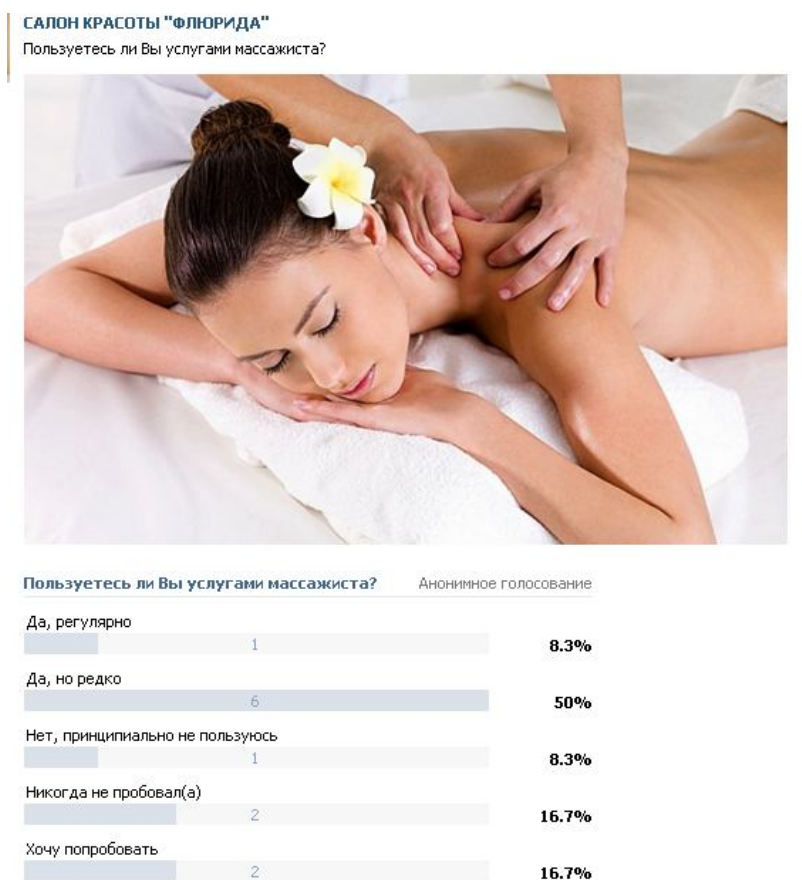 САЛОН КРАСОТЫ "ФЛЮРИДА"
Пользуетесь ли Вы услугами массажиста?
Пользуетесь ли Вы услугами массажиста? Анонимное голосование
Да, регулярно
1 8.3%
Да, но редко
6 50%
Нет, принципиально не пользуюсь
1 8.3%
Никогда не пробовал(а)
2 16.7%
Хочу попробовать
2 16.7%